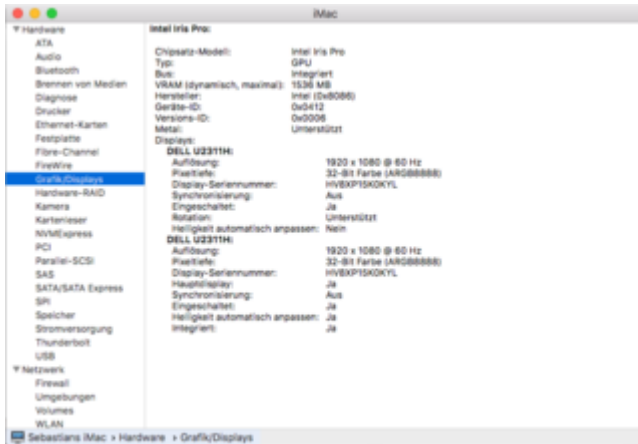 iMac
Hardware
ATA
Audio
Bluetooth
Brennen von Medien
Diagnose
Drucker
Ethernet-Karten
Festplatte
Fibre-Channel
FireWire
Grafik/Displays
Hardware-RAID
Kamera
Kartenleser
NVMExpress
PCI
Parallel-SCSI
SAS
SATA/SATA Express
SPI
Speicher
Stromversorgung
Thunderbolt
USB
Netzwerk
Firewall
Umgebungen
Volumes
WLAN
Intel Iris Pro:
Chipsatz-Modell: Intel Iris Pro
Typ: GPU
Bus: Integriert
VRAM (dynamisch, maximal): 1536 MB
Hersteller: Intel (0x8086)
Geräte-ID: 0x0412
Versions-ID: 0x0006
Metal: Unterstützt
Displays:
DELL U2311H:
Auflösung: 1920 x 1080 @ 60 Hz
Pixeltiefe: 32-Bit Farbe (ARGB8888)
Display-Seriennummer:
Synchronisierung: Aus
Eingeschaltet: Ja
Rotation: Unterstützt
Helligkeit automatisch anpassen: Nein
DELL U2311H:
Auflösung: 1920 x 1080 @ 60 Hz
Pixeltiefe: 32-Bit Farbe (ARGB8888)
Display-Seriennummer:
Hauptdisplay: Ja
Synchronisierung: Aus
Eingeschaltet: Ja
Helligkeit automatisch anpassen: Ja
Integriert: Ja
Sebastians iMac › Hardware › Grafik/Displays